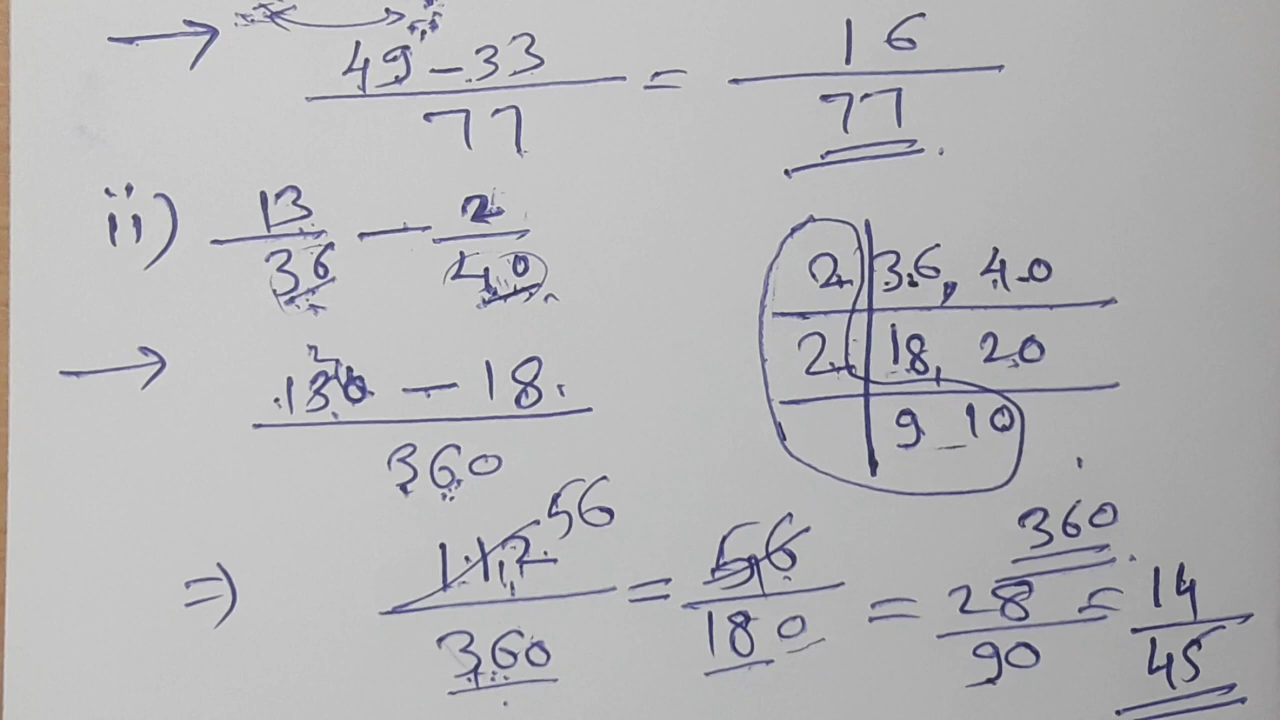 → 49 - 33 / 77 = 16 / 77
ii) 13/36 - 2/40
2 | 36, 40
2 | 18, 20
9 10
360
→ 130 - 18 / 360
⇒ 112 56 / 360 = 56 / 180 = 28 / 90 = 14 / 45